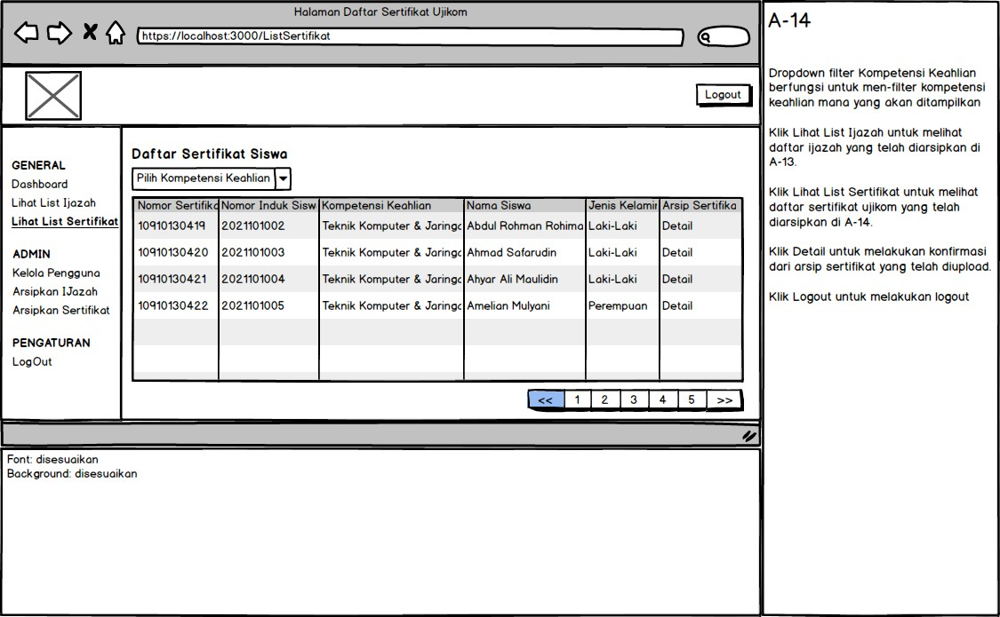 Halaman Daftar Sertifikat Ujikom
https://localhost:3000/ListSertifikat
Logout
GENERAL
Dashboard
Lihat List Ijazah
Lihat List Sertifikat
ADMIN
Kelola Pengguna
Arsipkan IJazah
Arsipkan Sertifikat
PENGATURAN
LogOut
Daftar Sertifikat Siswa
Pilih Kompetensi Keahlian
Nomor Sertifika Nomor Induk Sisw Kompetensi Keahlian Nama Siswa Jenis Kelamin Arsip Sertifika
10910130419 2021101002 Teknik Komputer & Jaringa Abdul Rohman Rohima Laki-Laki Detail
10910130420 2021101003 Teknik Komputer & Jaringa Ahmad Safarudin Laki-Laki Detail
10910130421 2021101004 Teknik Komputer & Jaringa Ahyar Ali Maulidin Laki-Laki Detail
10910130422 2021101005 Teknik Komputer & Jaringa Amelian Mulyani Perempuan Detail
<< 1 2 3 4 5 >>
Font: disesuaikan
Background: disesuaikan
A-14
Dropdown filter Kompetensi Keahlian
berfungsi untuk men-filter kompetensi
keahlian mana yang akan ditampilkan
Klik Lihat List Ijazah untuk melihat
daftar ijazah yang telah diarsipkan di
A-13.
Klik Lihat List Sertifikat untuk melihat
daftar sertifikat ujikom yang telah
diarsipkan di A-14.
Klik Detail untuk melakukan konfirmasi
dari arsip sertifikat yang telah diupload.
Klik Logout untuk melakukan logout